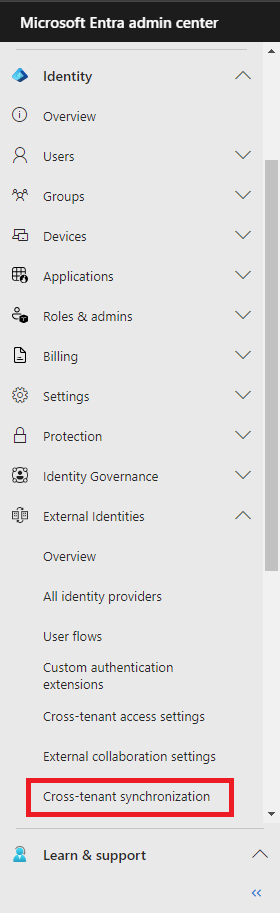 Microsoft Entra admin center
Identity
Overview
Users
Groups
Devices
Applications
Roles & admins
Billing
Settings
Protection
Identity Governance
External Identities
Overview
All identity providers
User flows
Custom authentication
extensions
Cross-tenant access settings
External collaboration settings
Cross-tenant synchronization
Learn & support